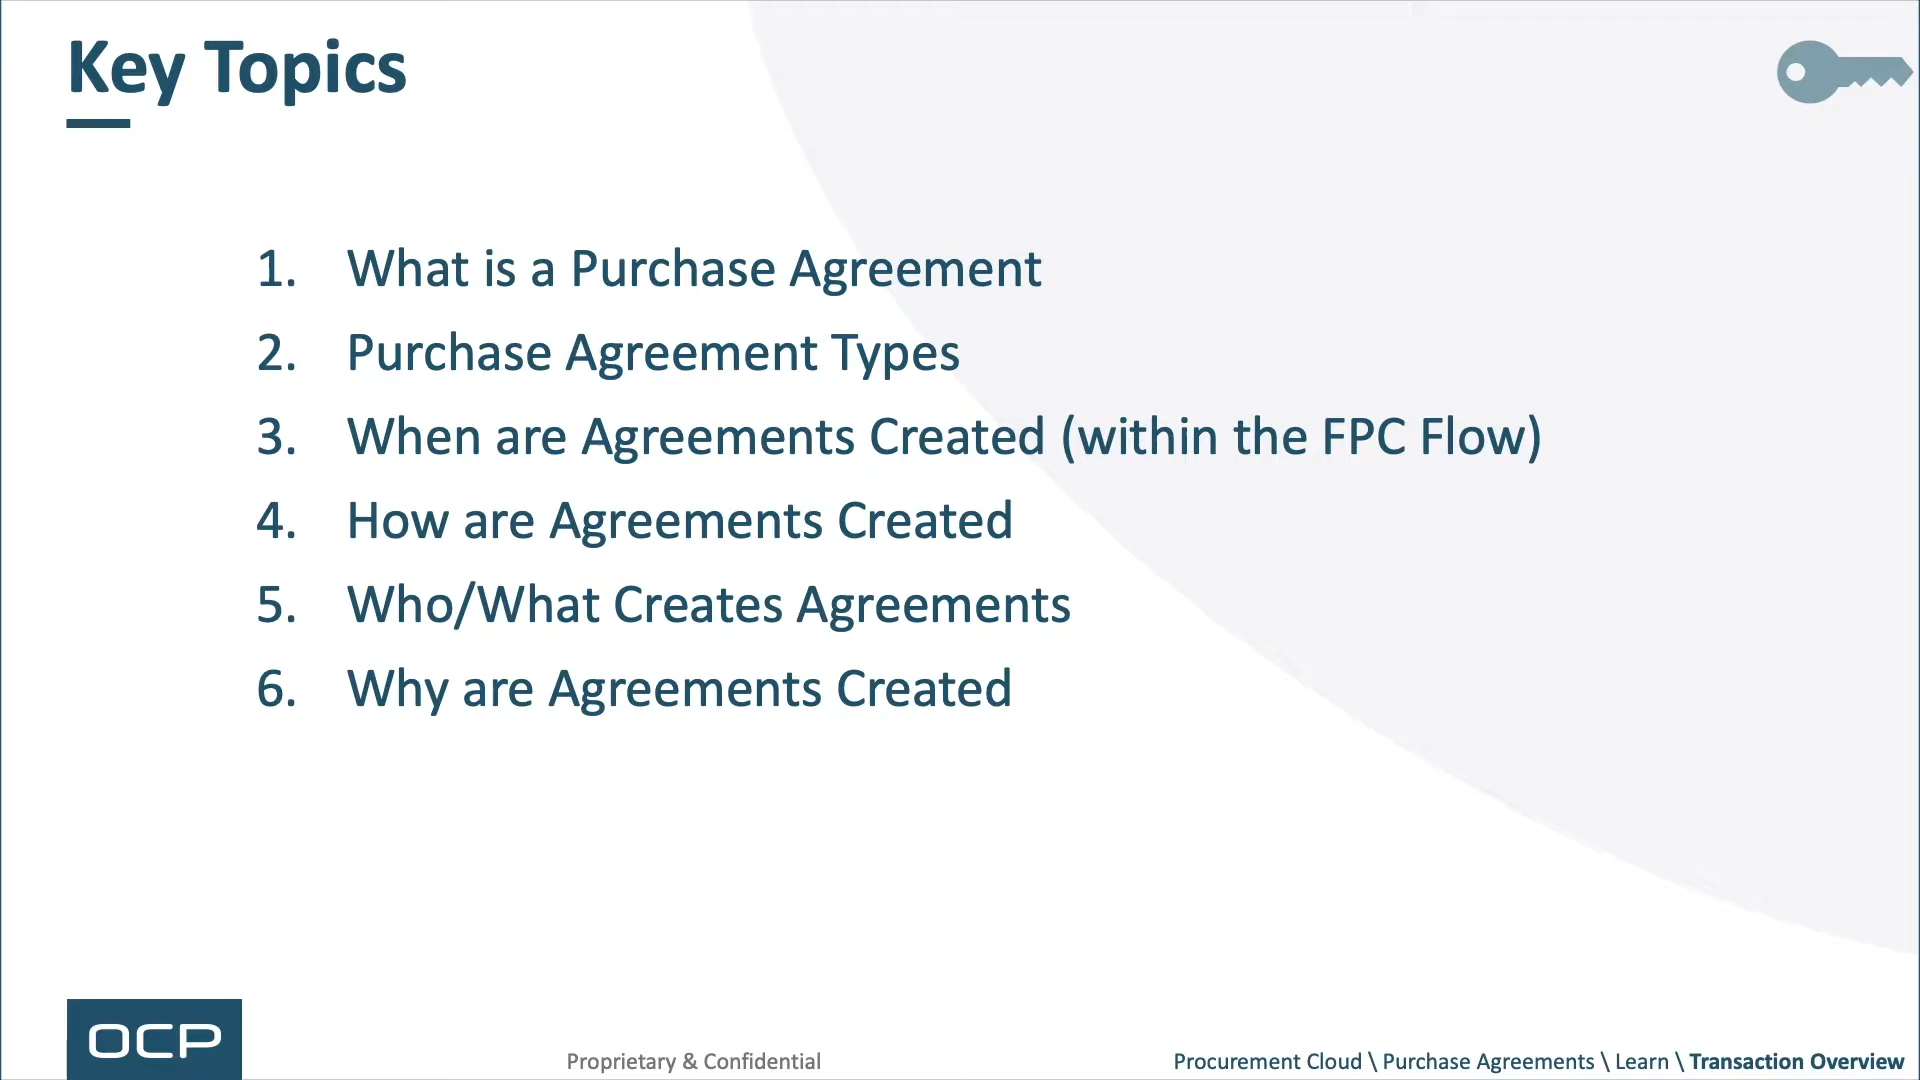 Key Topics
1. What is a Purchase Agreement
2. Purchase Agreement Types
3. When are Agreements Created (within the FPC Flow)
4. How are Agreements Created
5. Who/What Creates Agreements
6. Why are Agreements Created
OCP
Proprietary & Confidential
Procurement Cloud \ Purchase Agreements \ Learn \ Transaction Overview